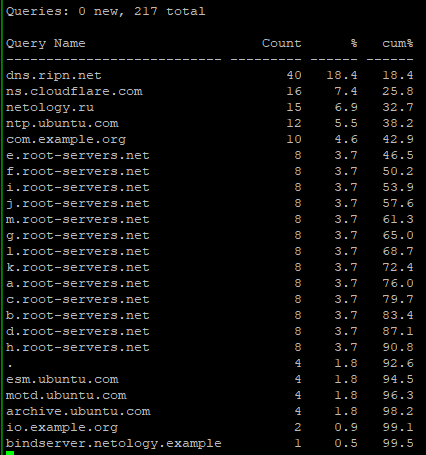 Queries: 0 new, 217 total
Query Name Count % cum%
--------------------------- --------- ------ ------
dns.ripn.net 40 18.4 18.4
ns.cloudflare.com 16 7.4 25.8
netology.ru 15 6.9 32.7
ntp.ubuntu.com 12 5.5 38.2
com.example.org 10 4.6 42.9
e.root-servers.net 8 3.7 46.5
f.root-servers.net 8 3.7 50.2
i.root-servers.net 8 3.7 53.9
j.root-servers.net 8 3.7 57.6
m.root-servers.net 8 3.7 61.3
g.root-servers.net 8 3.7 65.0
l.root-servers.net 8 3.7 68.7
k.root-servers.net 8 3.7 72.4
a.root-servers.net 8 3.7 76.0
c.root-servers.net 8 3.7 79.7
b.root-servers.net 8 3.7 83.4
d.root-servers.net 8 3.7 87.1
h.root-servers.net 8 3.7 90.8
. 4 1.8 92.6
esm.ubuntu.com 4 1.8 94.5
motd.ubuntu.com 4 1.8 96.3
archive.ubuntu.com 4 1.8 98.2
io.example.org 2 0.9 99.1
bindserver.netology.example 1 0.5 99.5